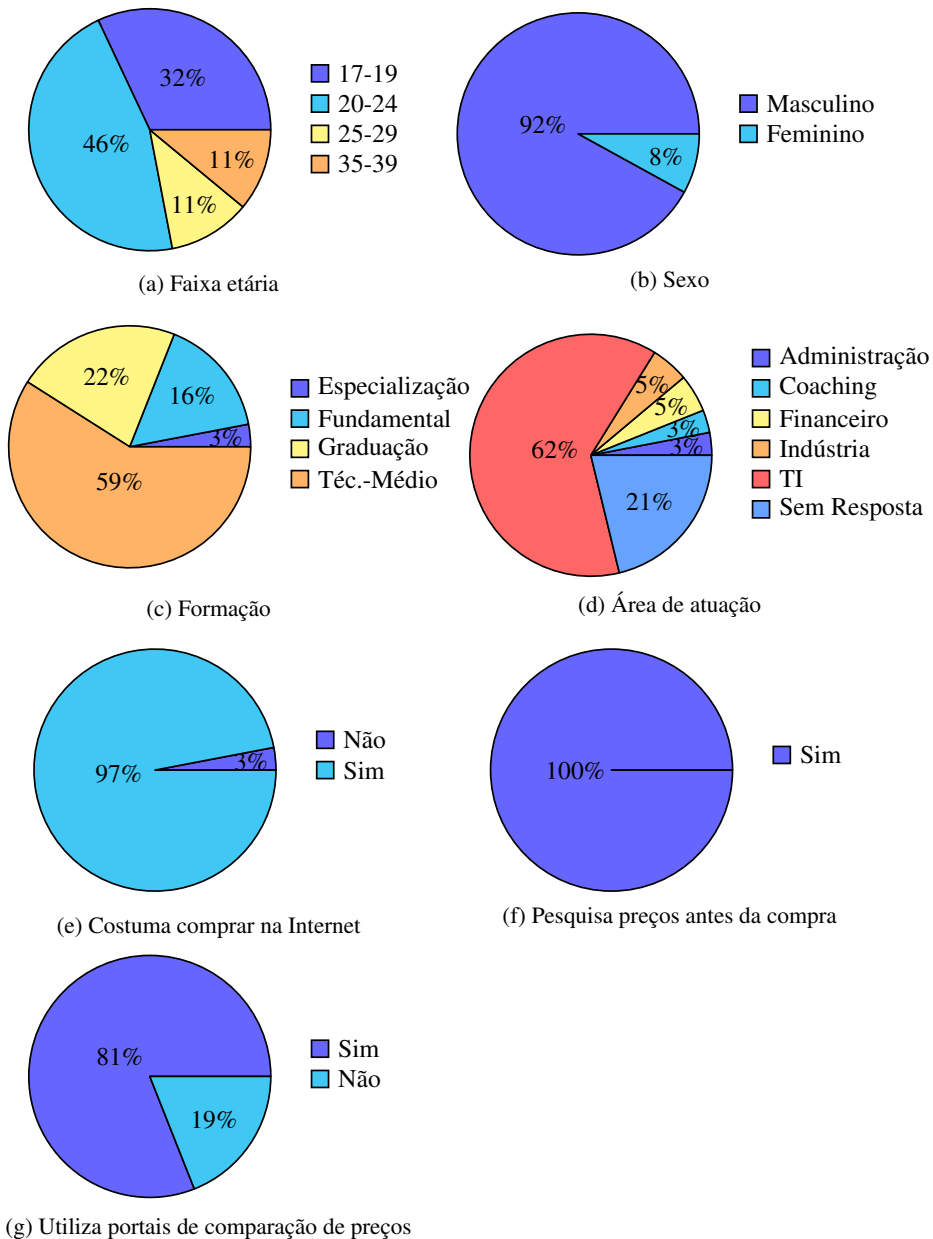 32%
46%
11%
11%
17-19
20-24
25-29
35-39
(a) Faixa etária
92%
8%
Masculino
Feminino
(b) Sexo
22%
16%
3%
59%
Especialização
Fundamental
Graduação
Téc.-Médio
(c) Formação
5%
5%
3%
3%
62%
21%
Administração
Coaching
Financeiro
Indústria
TI
Sem Resposta
(d) Área de atuação
97%
3%
Não
Sim
(e) Costuma comprar na Internet
100%
Sim
(f) Pesquisa preços antes da compra
81%
19%
Sim
Não
(g) Utiliza portais de comparação de preços